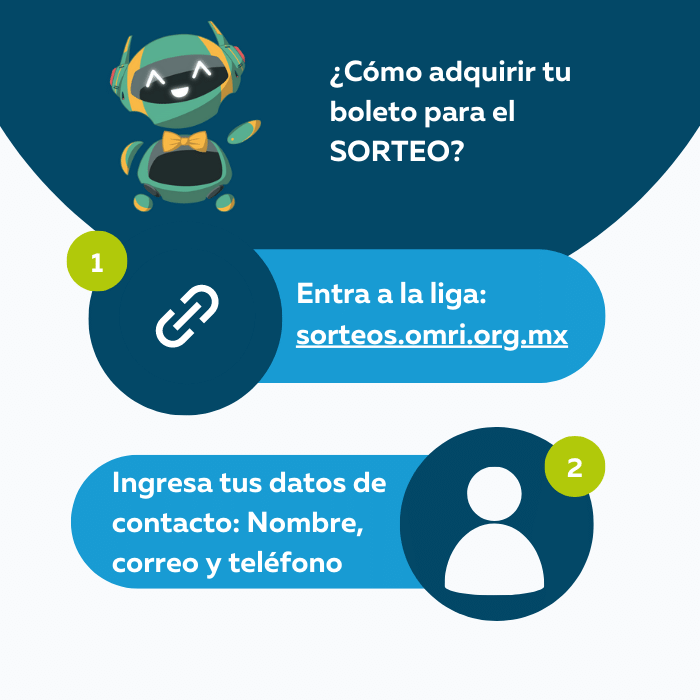 ¿Cómo adquirir tu
boleto para el
SORTEO?
1
Entra a la liga:
sorteos.omri.org.mx
2
Ingresa tus datos de
contacto: Nombre,
correo y teléfono